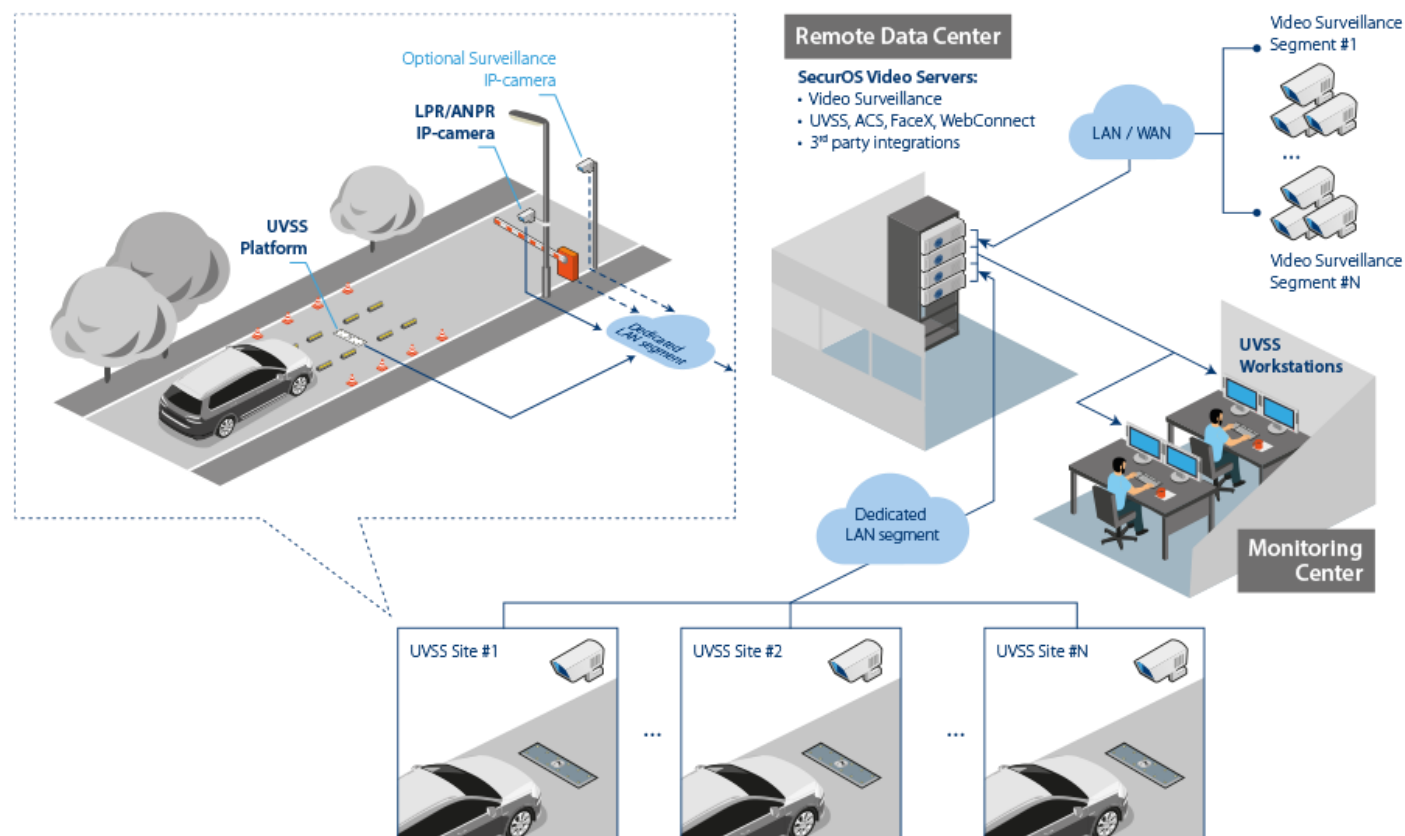 Optional Surveillance
IP-camera
LPR/ANPR
IP-camera
UVSS
Platform
Dedicated
LAN segment
Remote Data Center
SecurOS Video Servers:
• Video Surveillance
• UVSS, ACS, FaceX, WebConnect
• 3rd party integrations
LAN / WAN
Video Surveillance
Segment #1
...
Video Surveillance
Segment #N
UVSS
Workstations
Monitoring
Center
Dedicated
LAN segment
UVSS Site #1
...
UVSS Site #2
...
UVSS Site #N